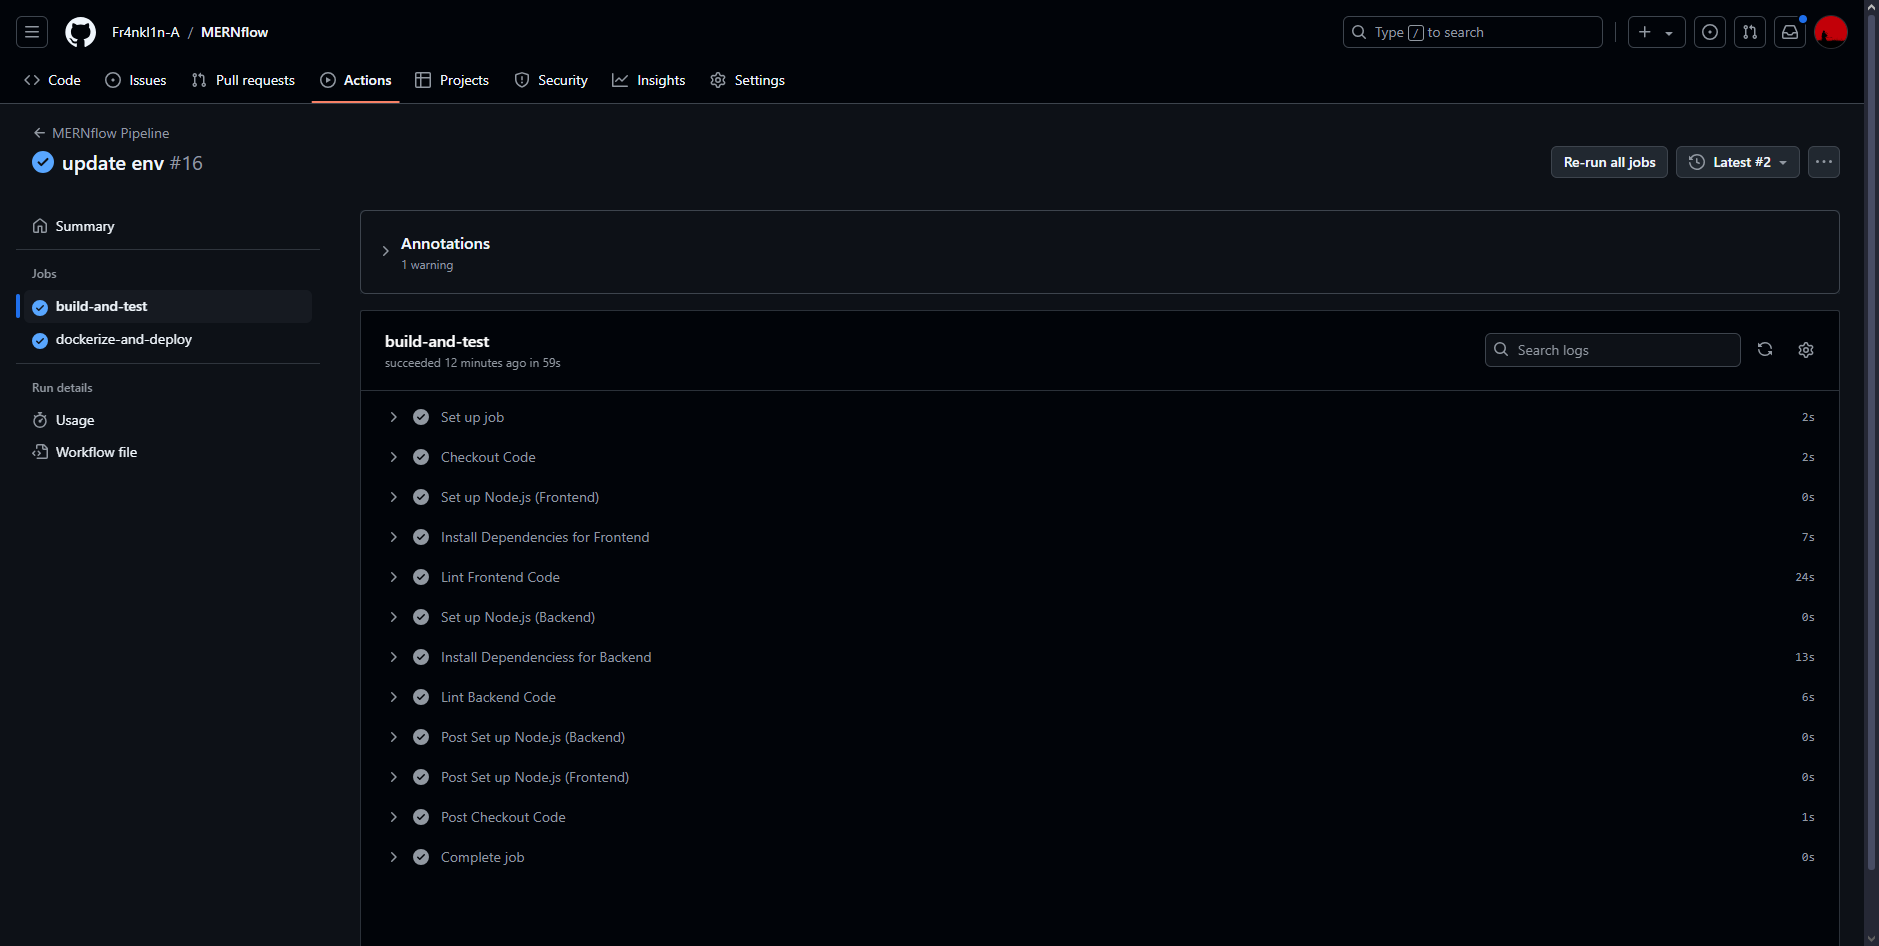 Fr4nkl1n-A / MERNflow
Type / to search
Code Issues Pull requests Actions Projects Security Insights Settings
MERNflow Pipeline
update env #16
Re-run all jobs
Latest #2
Summary
Jobs
build-and-test
dockerize-and-deploy
Run details
Usage
Workflow file
Annotations
1 warning
build-and-test
succeeded 12 minutes ago in 59s
Search logs
Set up job 2s
Checkout Code 2s
Set up Node.js (Frontend) 0s
Install Dependencies for Frontend 7s
Lint Frontend Code 24s
Set up Node.js (Backend) 0s
Install Dependenciess for Backend 13s
Lint Backend Code 6s
Post Set up Node.js (Backend) 0s
Post Set up Node.js (Frontend) 0s
Post Checkout Code 1s
Complete job 0s